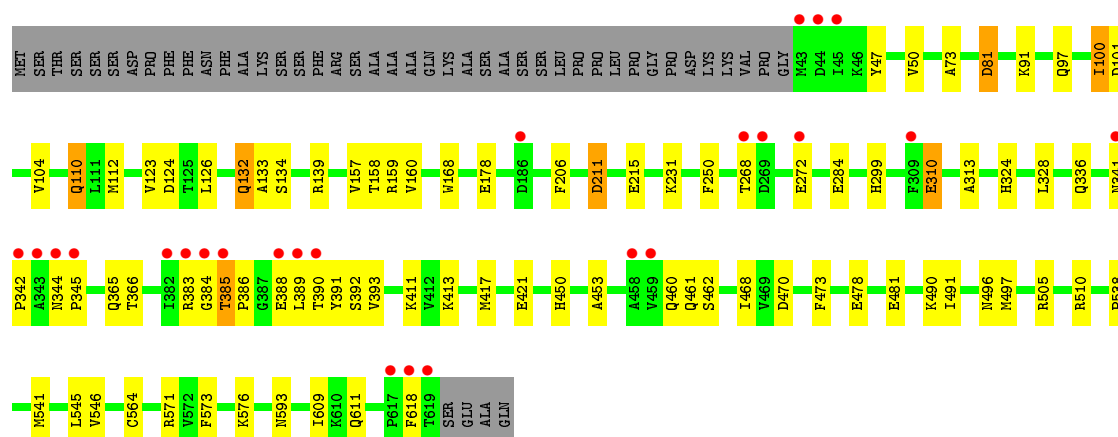 MET SER THR SER SER SER SER ASP PRO PHE PHE ASN PHE ALA LYS SER SER PHE ARG SER ALA ALA ALA GLN LYS ALA SER ALA SER SER LEU PRO PRO LEU PRO GLY PRO ASP LYS LYS VAL PRO GLY M43 D44 I45 K46 Y47 V50 A73 D81 K91 Q97 I100 D101
V104 Q110 L111 M112 V123 D124 T125 L126 Q132 A133 S134 R139 V157 T158 R159 V160 W168 E178 D186 F206 D211 E215 K231 F250 T268 D269 E272 E284 H299 F309 E310 A313 H324 L328 Q336 N341
P342 A343 N344 P345 Q365 T366 I382 R383 G384 T385 P386 G387 E388 L389 T390 Y391 S392 V393 K411 V412 K413 M417 E421 H450 A453 A458 V459 Q460 Q461 S462 I468 V469 D470 F473 E478 E481 K490 I491 N496 M497 R505 R510
M541 L545 V546 C564 R571 V572 F573 K576 N593 I609 K610 Q611 P617 F618 T619 SER GLU ALA GLN